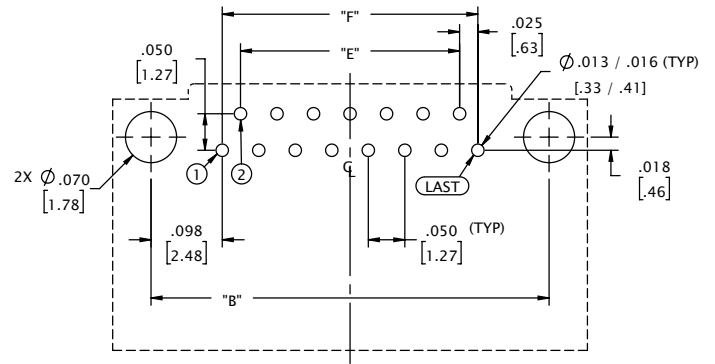 "F"
.025
[.63]
"E"
.050
[1.27]
Ø .013 / .016 (TYP)
[.33 / .41]
2X Ø .070
[1.78]
1
2
CL
LAST
.018
[.46]
.098
[2.48]
.050 (TYP)
[1.27]
"B"